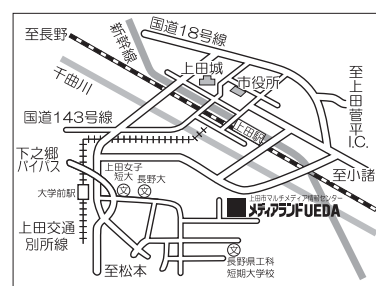 至長野
新幹線
国道18号線
千曲川
上田城
市役所
至上田菅平I.C.
国道143号線
上田駅
下之郷
バイパス
上田女子
短大
文
長野大
文
至小諸
大学前駅
上田市マルチメディア情報センター
メディアランドUEDA
上田交通
別所線
文
長野県工科
短期大学校
至松本